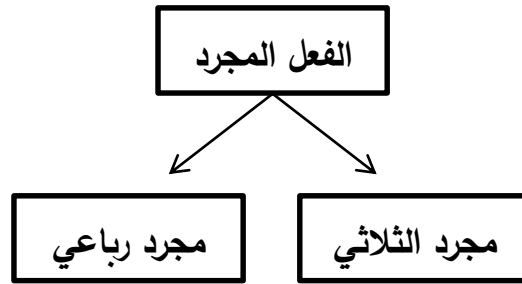 الفعل المجرد
مجرد الثلاثي
مجرد رباعي